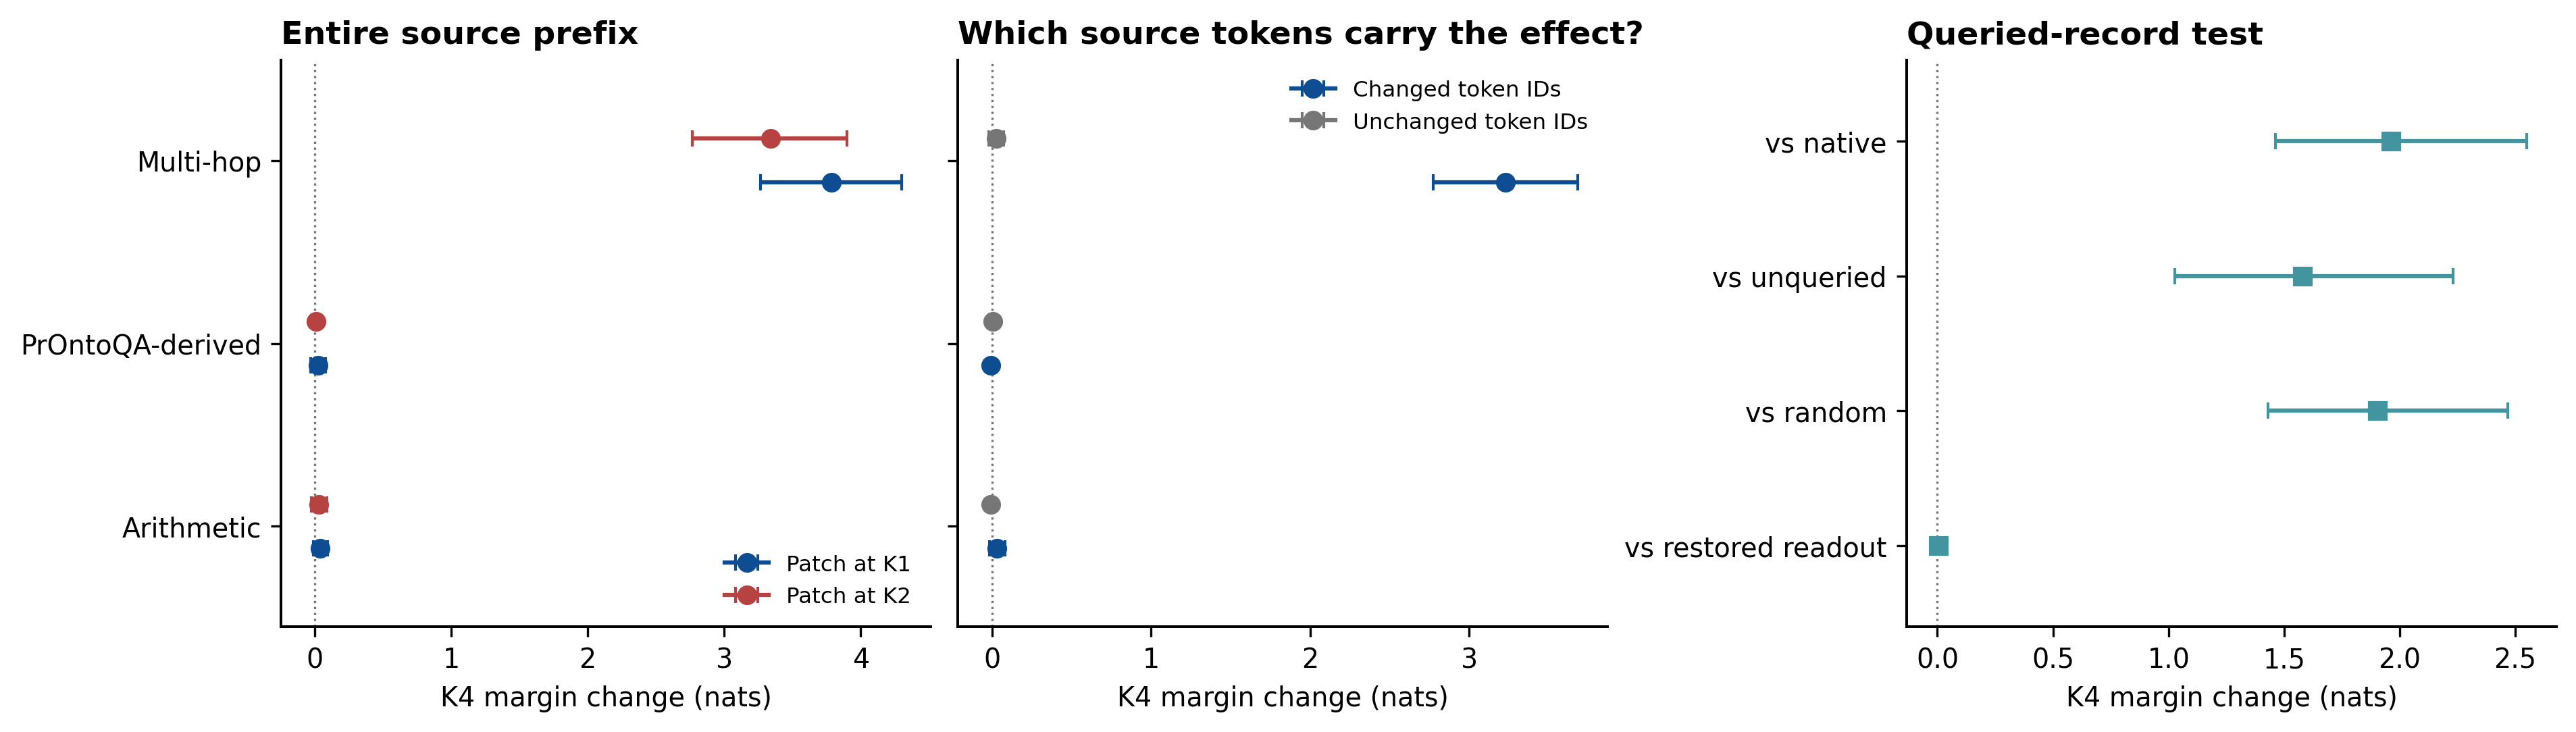 Entire source prefix
Multi-hop
PrOntoQA-derived
Arithmetic
Patch at K1
Patch at K2
0 1 2 3 4
K4 margin change (nats)
Which source tokens carry the effect?
Changed token IDs
Unchanged token IDs
0 1 2 3
K4 margin change (nats)
Queried-record test
vs native
vs unqueried
vs random
vs restored readout
0.0 0.5 1.0 1.5 2.0 2.5
K4 margin change (nats)